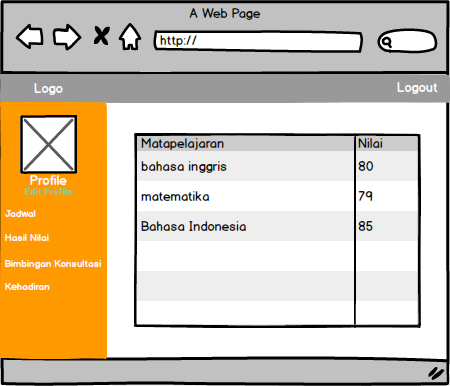 A Web Page
http://
Logo
Logout
Profile
Edit Profile
Jadwal
Hasil Nilai
Bimbingan Konsultasi
Kehadiran
Matapelajaran Nilai
bahasa inggris 80
matematika 79
Bahasa Indonesia 85